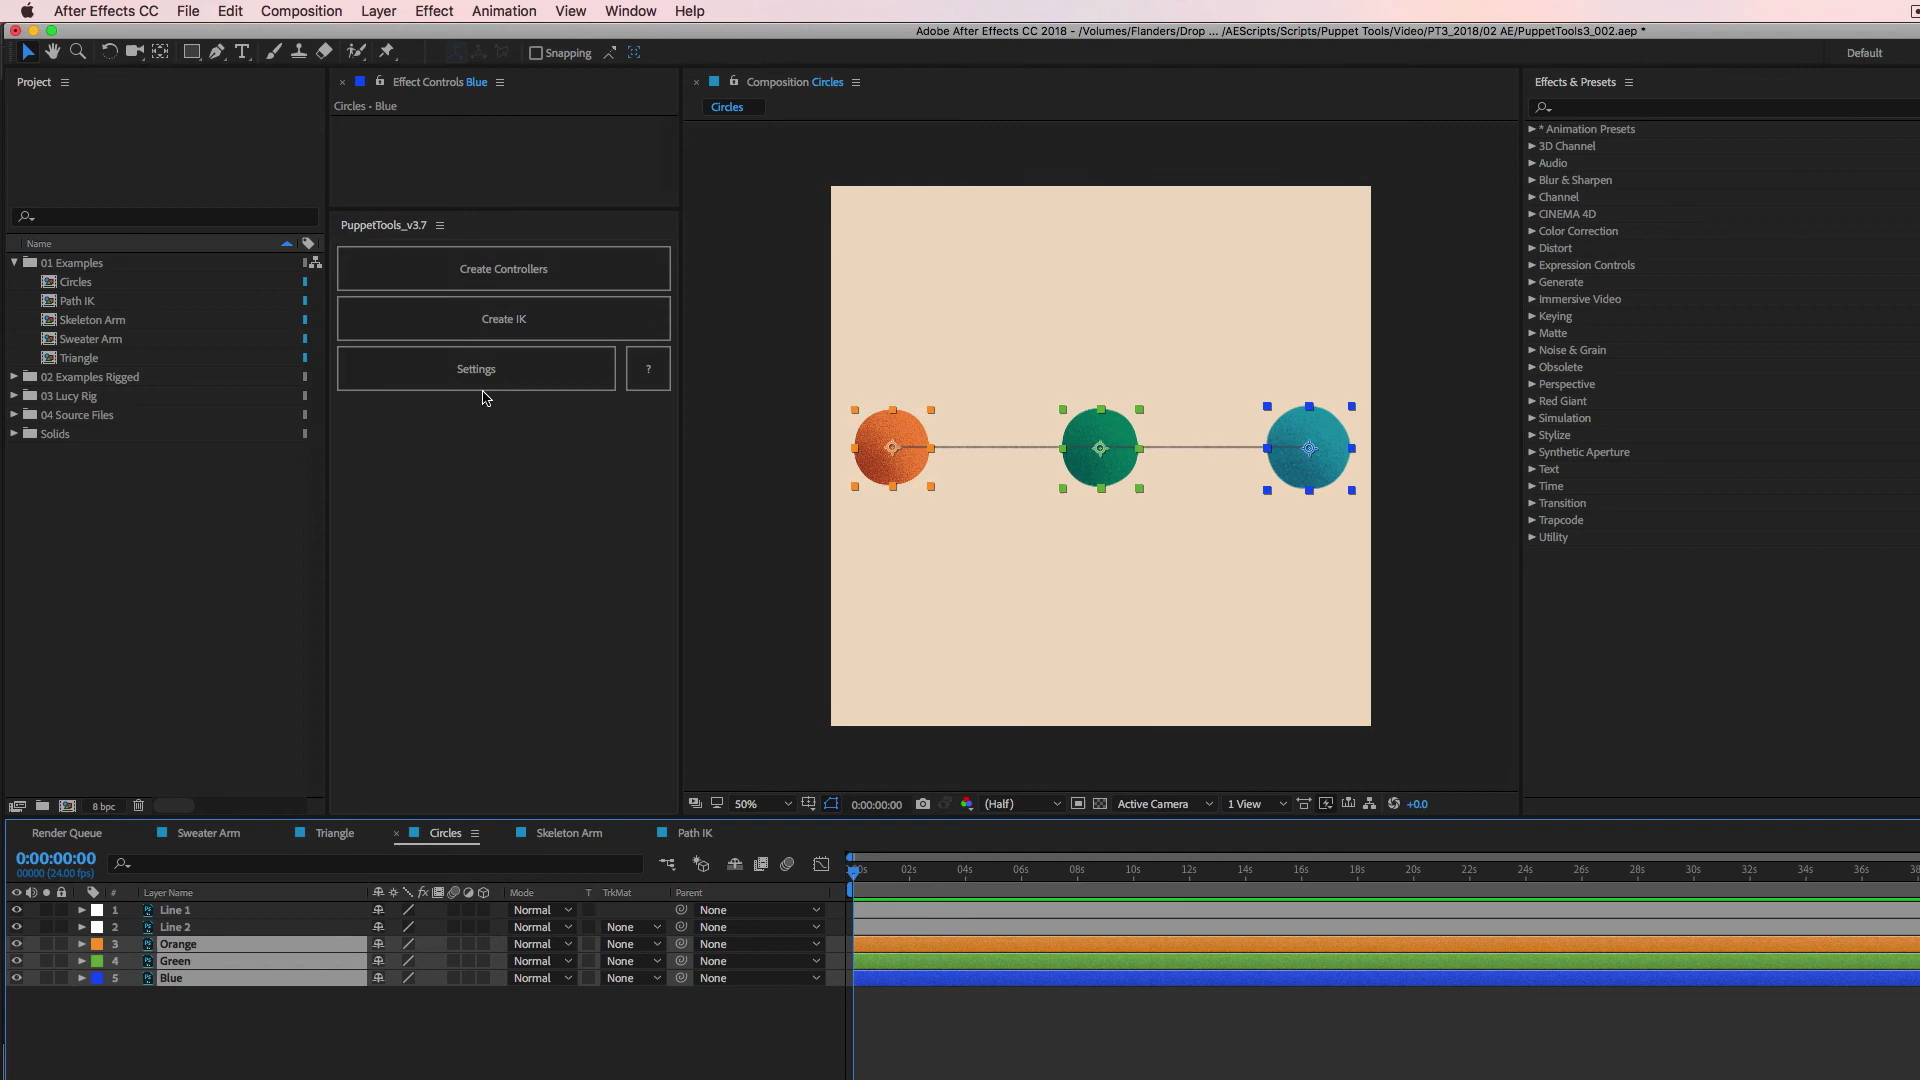 After Effects CC File Edit Composition Layer Effect Animation View Window Help
Adobe After Effects CC 2018 - /Volumes/Flanders/Drop ... /AEScripts/Scripts/Puppet Tools/Video/PT3_2018/02 AE/PuppetTools3_002.aep *
Snapping
Default
Project
Effect Controls Blue
Composition Circles
Effects & Presets
Circles • Blue
Circles
* Animation Presets
3D Channel
Audio
Blur & Sharpen
Channel
CINEMA 4D
Color Correction
Distort
Expression Controls
Generate
Immersive Video
Keying
Matte
Noise & Grain
Obsolete
Perspective
Red Giant
Simulation
Stylize
Synthetic Aperture
Text
Time
Transition
Trapcode
Utility
PuppetTools_v3.7
Create Controllers
Create IK
Settings
?
Name
01 Examples
Circles
Path IK
Skeleton Arm
Sweater Arm
Triangle
02 Examples Rigged
03 Lucy Rig
04 Source Files
Solids
8 bpc
50%
0:00:00:00
(Half)
Active Camera
1 View
+0.0
Render Queue
Sweater Arm
Triangle
Circles
Skeleton Arm
Path IK
0:00:00:00
00000 (24.00 fps)
02s 04s 06s 08s 10s 12s 14s 16s 18s 20s 22s 24s 26s 28s 30s 32s 34s 36s
# Layer Name Mode T TrkMat Parent
1 Line 1 Normal None
2 Line 2 Normal None None
3 Orange Normal None None
4 Green Normal None None
5 Blue Normal None None